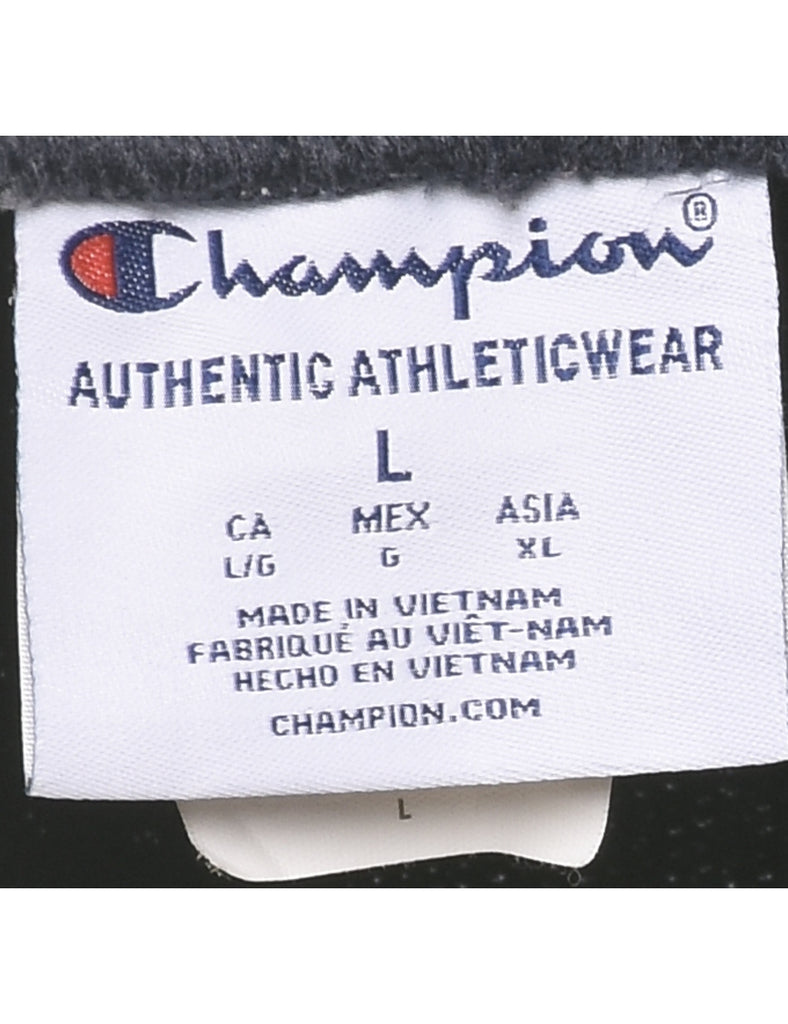 Champion®
AUTHENTIC ATHLETICWEAR
L
CA MEX ASIA
L/G G XL
MADE IN VIETNAM
FABRIQUÉ AU VIÊT-NAM
HECHO EN VIETNAM
CHAMPION.COM
L